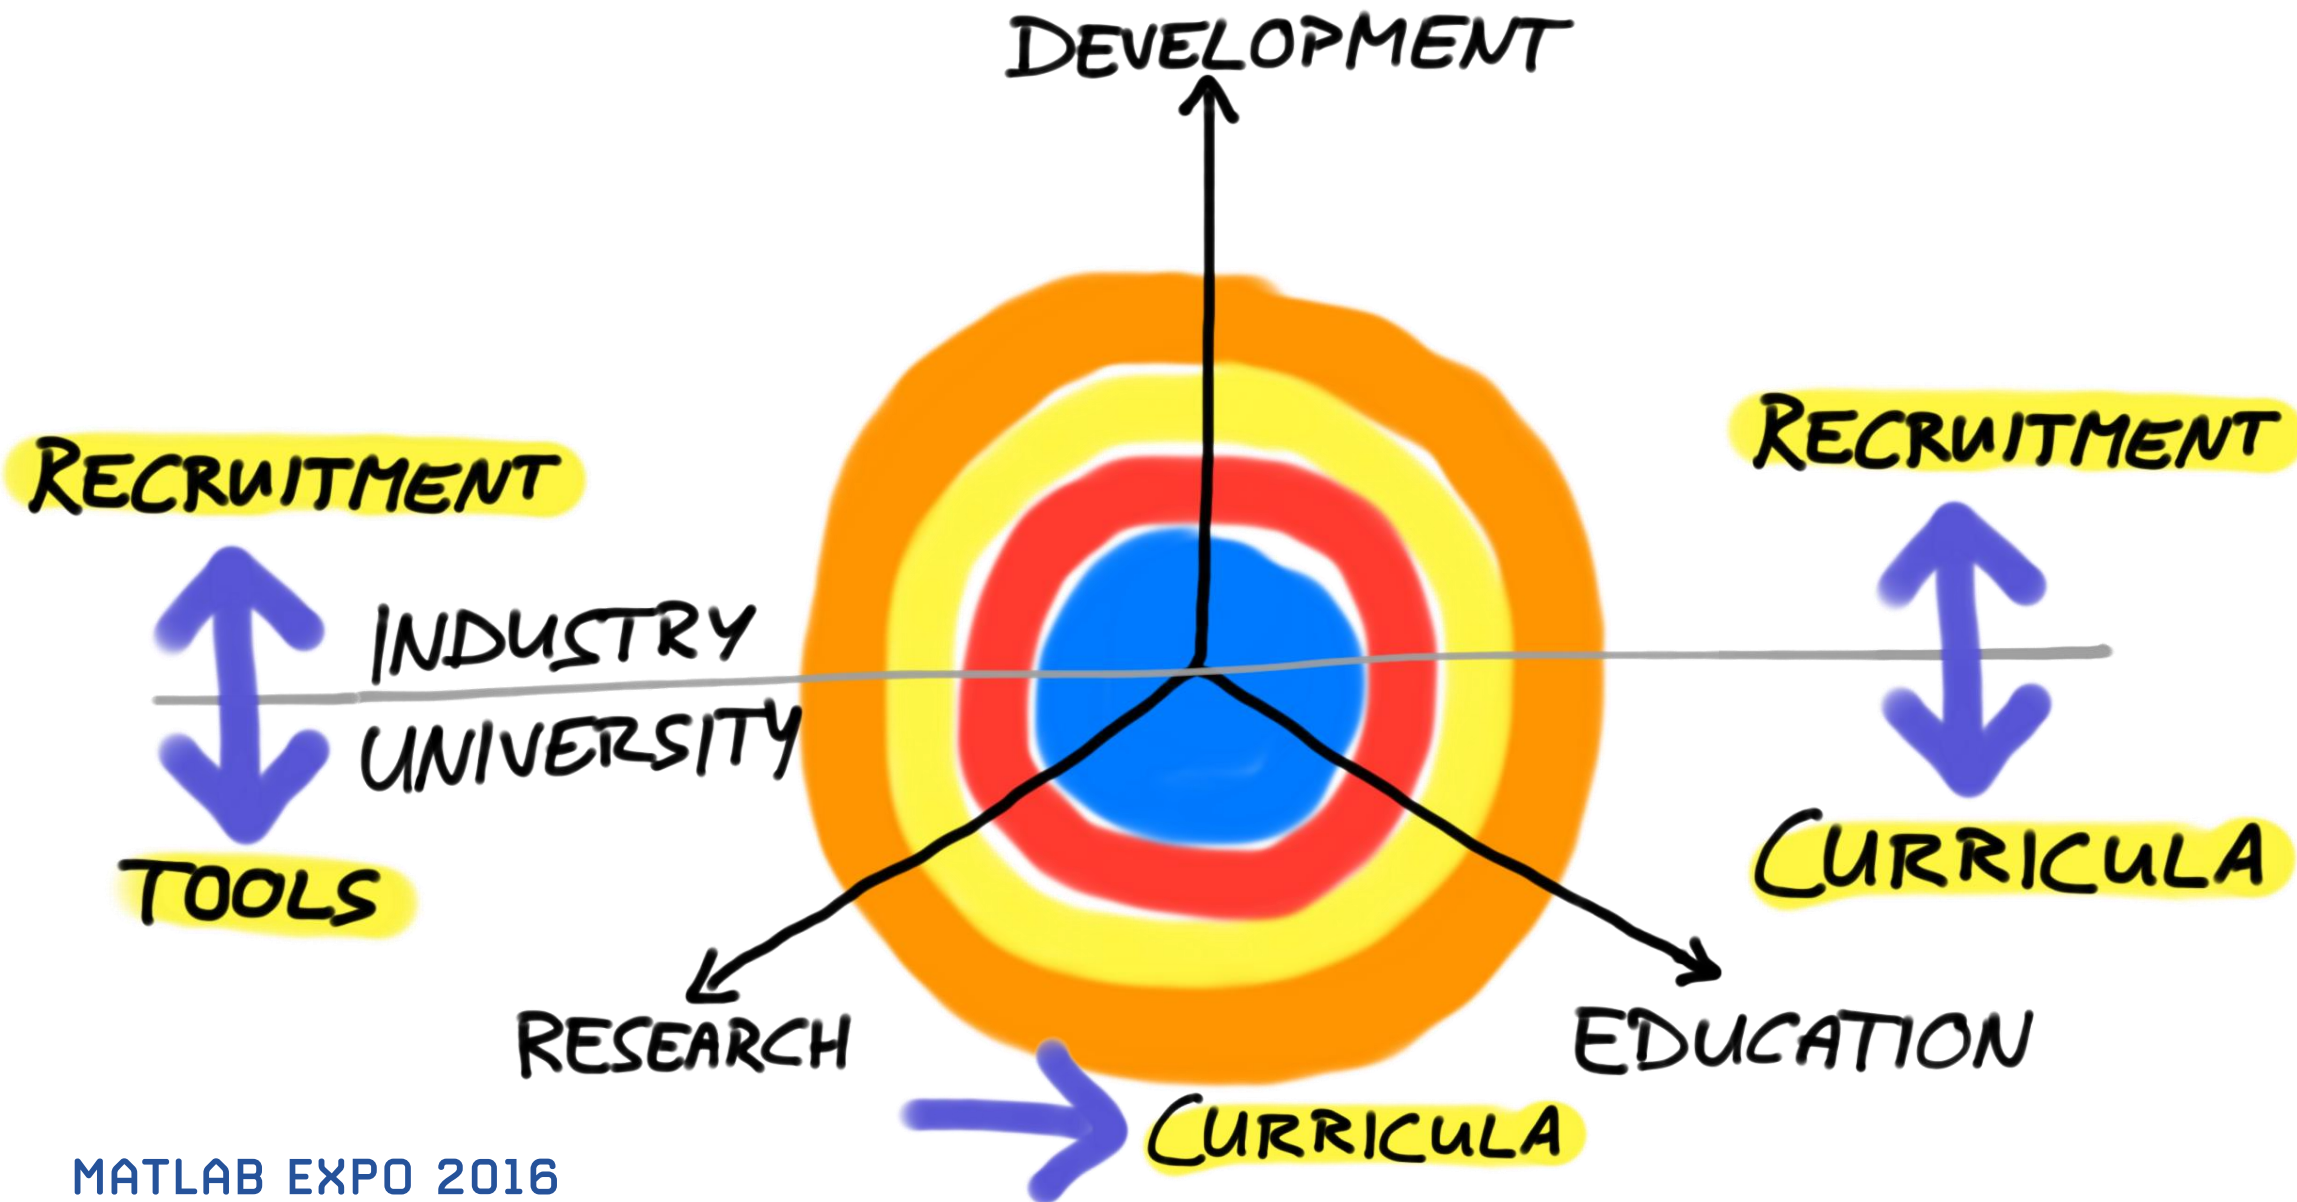 DEVELOPMENT
RECRUITMENT
RECRUITMENT
INDUSTRY
UNIVERSITY
TOOLS
CURRICULA
RESEARCH
EDUCATION
CURRICULA
MATLAB EXPO 2016